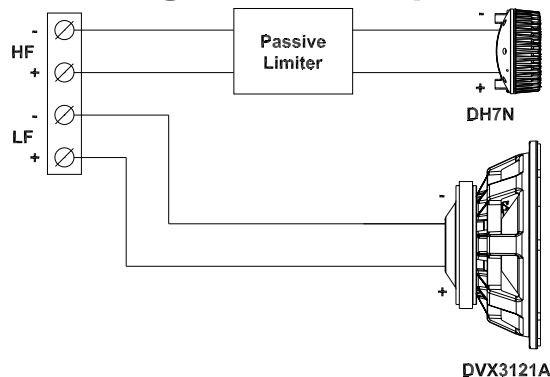 -
HF
+
-
LF
+
Passive
Limiter
-
+
DH7N
-
+
DVX3121A